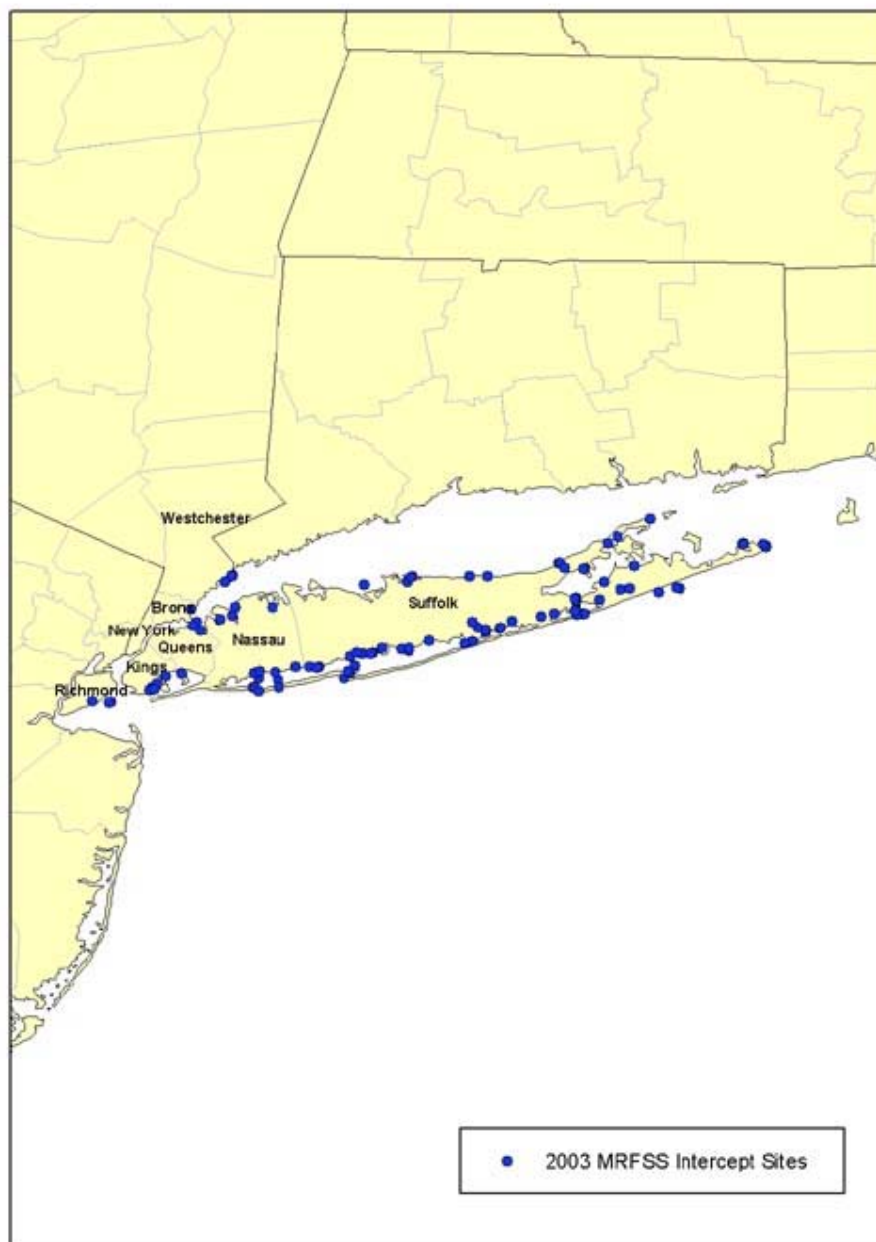 Westchester
Bronx
New York
Queens
Nassau
Suffolk
Kings
Richmond
2003 MRFSS Intercept Sites